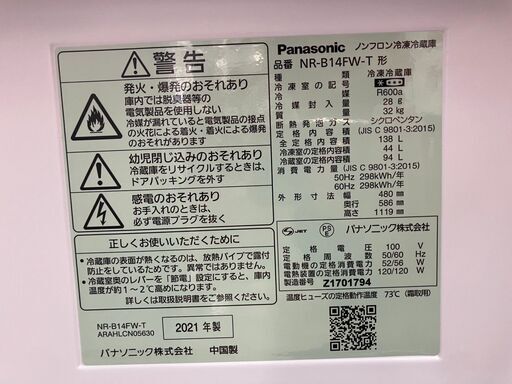 警告
発火・爆発のおそれあり
庫内では脱臭器等の
電気製品を使用しない
冷媒が漏れていると電気製品の接点
の火花による着火・着火による爆発
のおそれあり
幼児閉じ込みのおそれあり
冷蔵庫をリサイクルするときは、
ドアパッキングを外す
感電のおそれあり
お手入れのときは、
必ず電源プラグを抜く
正しくお使いいただくために
・冷蔵庫の表面が熱くなるのは、放熱パイプで露付
防止をしているためです。異常ではありません。
・冷蔵室奥のレバーを「節電」設定にすると、庫内
温度が約1〜2℃高めになります。
詳しくは取扱説明書をご覧ください。
NR-B14FW-T
ARAHLCN05630
2021年製
パナソニック株式会社 中国製
Panasonic ノンフロン冷凍冷蔵庫
品番 NR-B14FW-T 形
種類 冷凍冷蔵庫
冷凍室の記号
冷媒 R600a
冷媒封入量 28 g
質量 32 kg
断熱発泡ガス シクロペンタン
定格内容積 (JIS C 9801-3:2015)
全定格内容積 138 L
冷凍室の定格内容積 44 L
冷蔵室の定格内容積 94 L
消費電力量 (JIS C 9801-3:2015)
50Hz 298kWh/年
60Hz 298kWh/年
外形寸法 幅 480 mm
奥行 586 mm
高さ 1119 mm
JET PS E パナソニック株式会社
定格電圧 100 V
定格周波数 50/60 Hz
電動機の定格消費電力 52/56 W
電熱装置の定格消費電力 120/120 W
製造番号 Z1701794
温度ヒューズの定格動作温度 73℃ (霜取用)